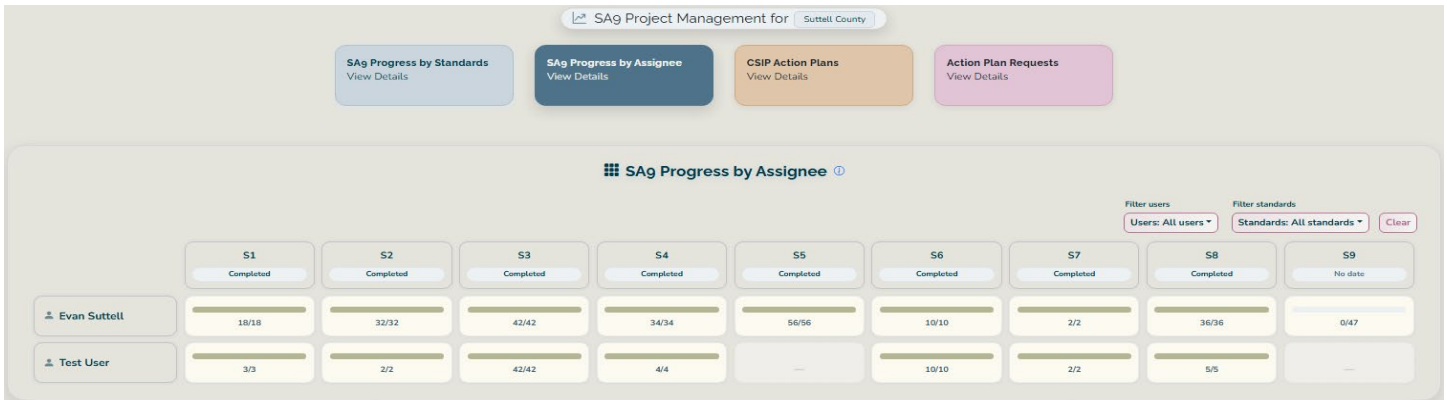 SA9 Project Management for Suttell County
SA9 Progress by Standards
View Details
SA9 Progress by Assignee
View Details
CSIP Action Plans
View Details
Action Plan Requests
View Details
SA9 Progress by Assignee
Filter users
Filter standards
Users: All users
Standards: All standards
Clear
S1 S2 S3 S4 S5 S6 S7 S8 S9
Completed Completed Completed Completed Completed Completed Completed Completed No date
Evan Suttell 18/18 32/32 42/42 34/34 56/56 10/10 2/2 36/36 0/47
Test User 3/3 2/2 42/42 4/4 — 10/10 2/2 5/5 —